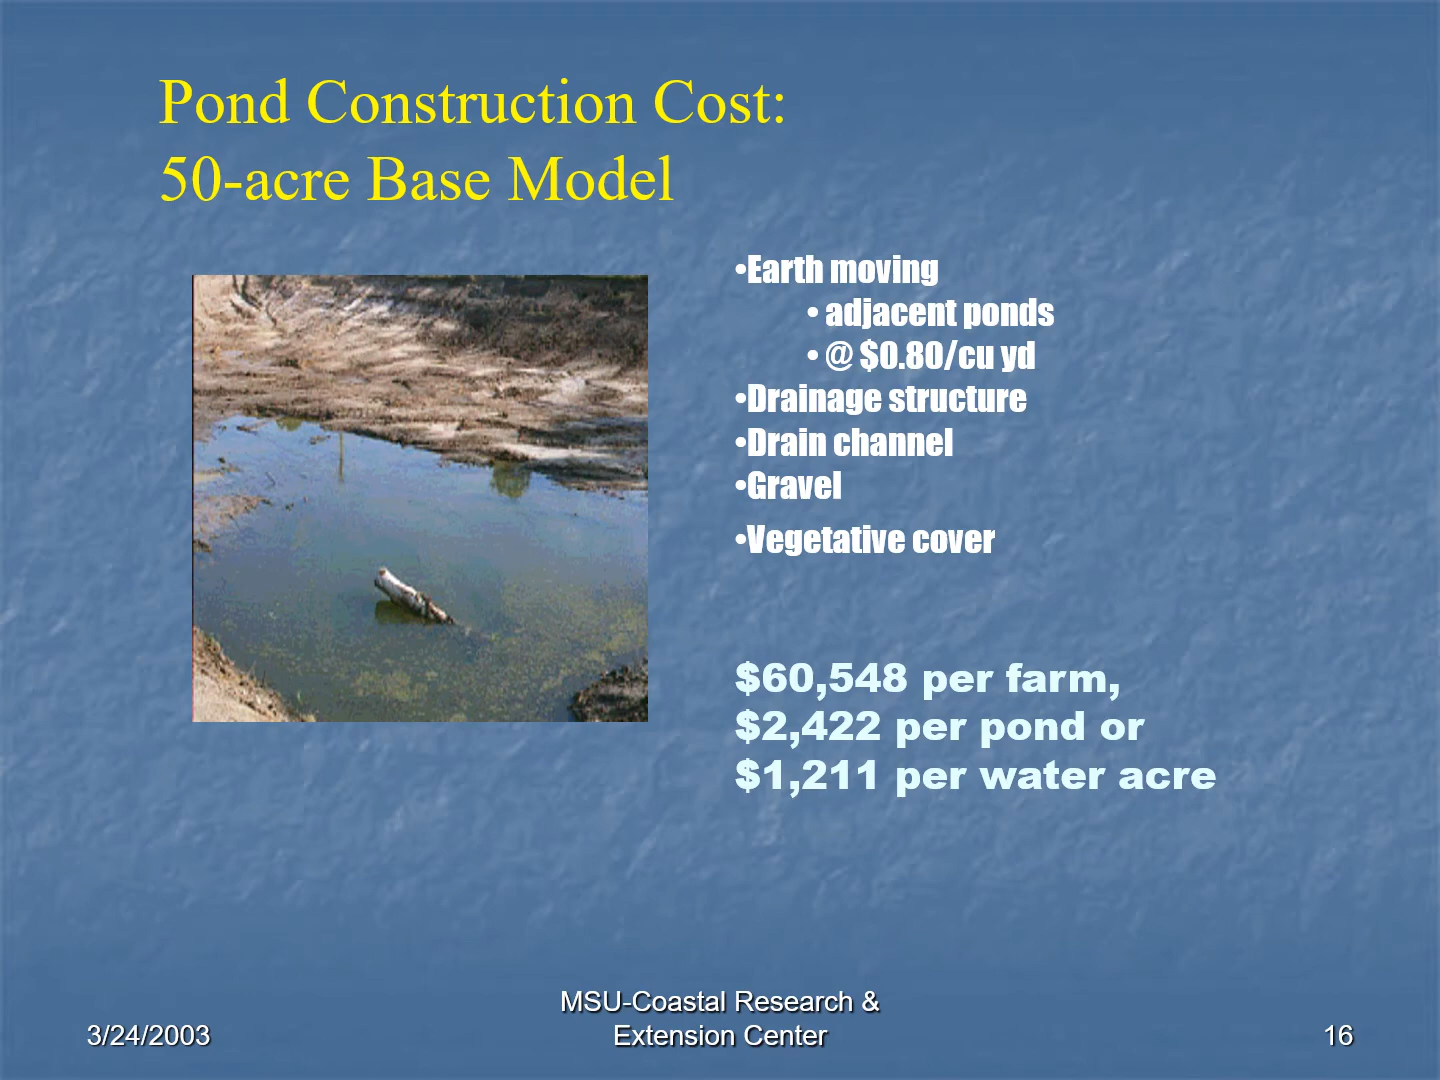 Pond Construction Cost:
50-acre Base Model
•Earth moving
• adjacent ponds
• @ $0.80/cu yd
•Drainage structure
•Drain channel
•Gravel
•Vegetative cover
$60,548 per farm,
$2,422 per pond or
$1,211 per water acre
3/24/2003
MSU-Coastal Research &
Extension Center
16